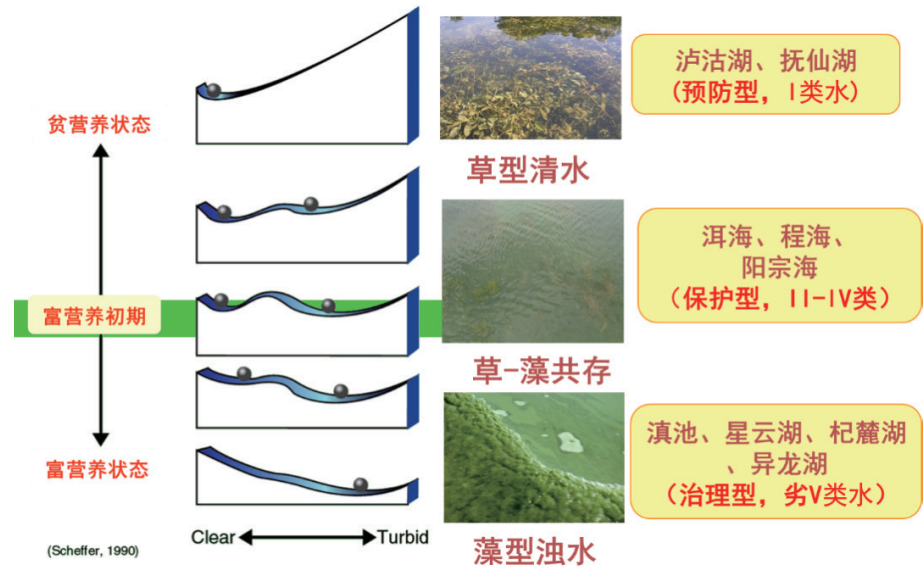 贫营养状态
富营养初期
富营养状态
(Scheffer, 1990)
Clear
Turbid
草型清水
草-藻共存
藻型浊水
泸沽湖、抚仙湖
(预防型，I类水)
洱海、程海、
阳宗海
（保护型，II-IV类）
滇池、星云湖、杞麓湖
、异龙湖
（治理型，劣V类水）